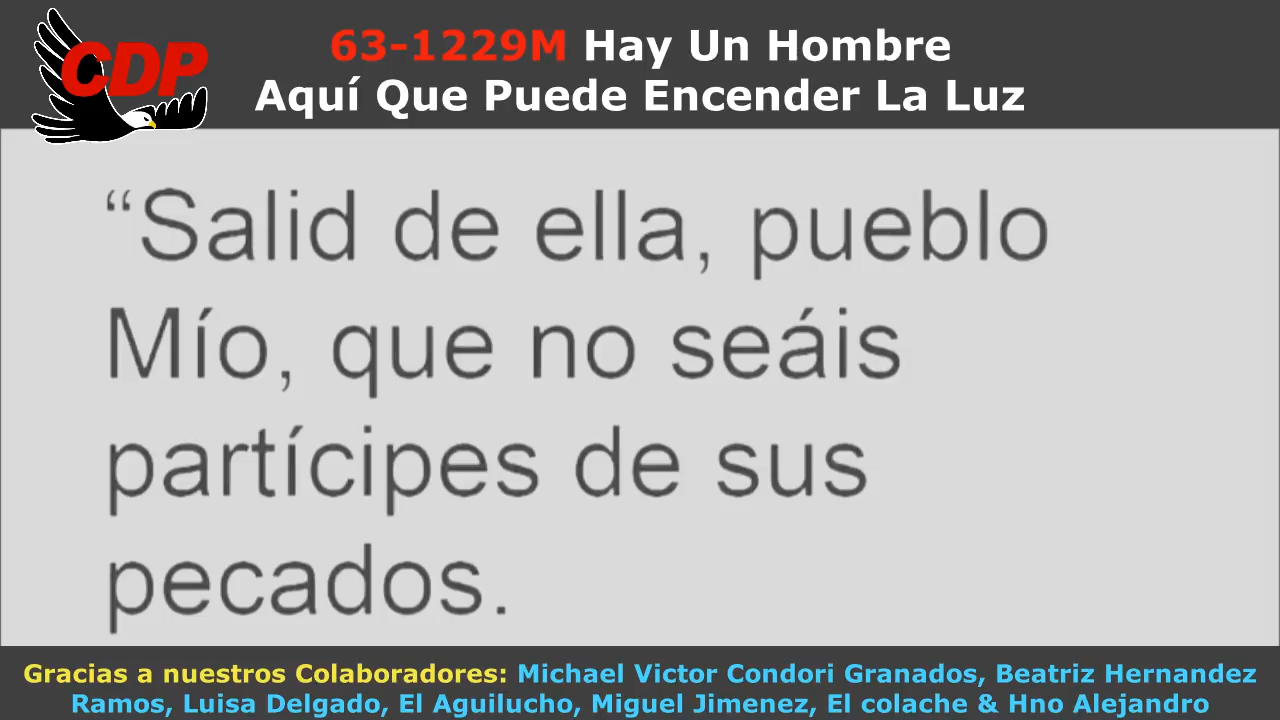 CDP
63-1229M Hay Un Hombre
Aquí Que Puede Encender La Luz
“Salid de ella, pueblo
Mío, que no seáis
partícipes de sus
pecados.
Gracias a nuestros Colaboradores: Michael Victor Condori Granados, Beatriz Hernandez
Ramos, Luisa Delgado, El Aguilucho, Miguel Jimenez, El colache & Hno Alejandro